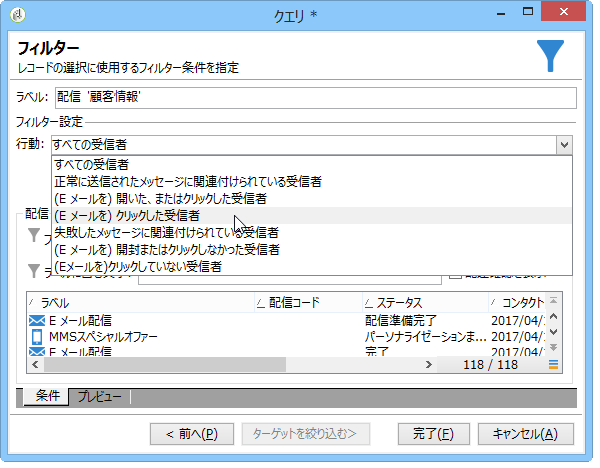 クエリ *
フィルター
レコードの選択に使用するフィルター条件を指定
ラベル: 配信 '顧客情報'
フィルター設定
行動: すべての受信者
すべての受信者
正常に送信されたメッセージに関連付けられている受信者
(E メールを) 開いた、またはクリックした受信者
(E メールを) クリックした受信者
失敗したメッセージに関連付けられている受信者
(E メールを) 開封またはクリックしなかった受信者
(Eメールを)クリックしていない受信者
配信
ラベル 配信コード ステータス コンタクト
E メール配信 配信準備完了 2017/04/
MMSスペシャルオファー パーソナライゼーションま... 2017/04/
E メール配信 完了 2017/04/
118 / 118
条件 プレビュー
< 前へ(P) ターゲットを絞り込む> 完了(F) キャンセル(A)